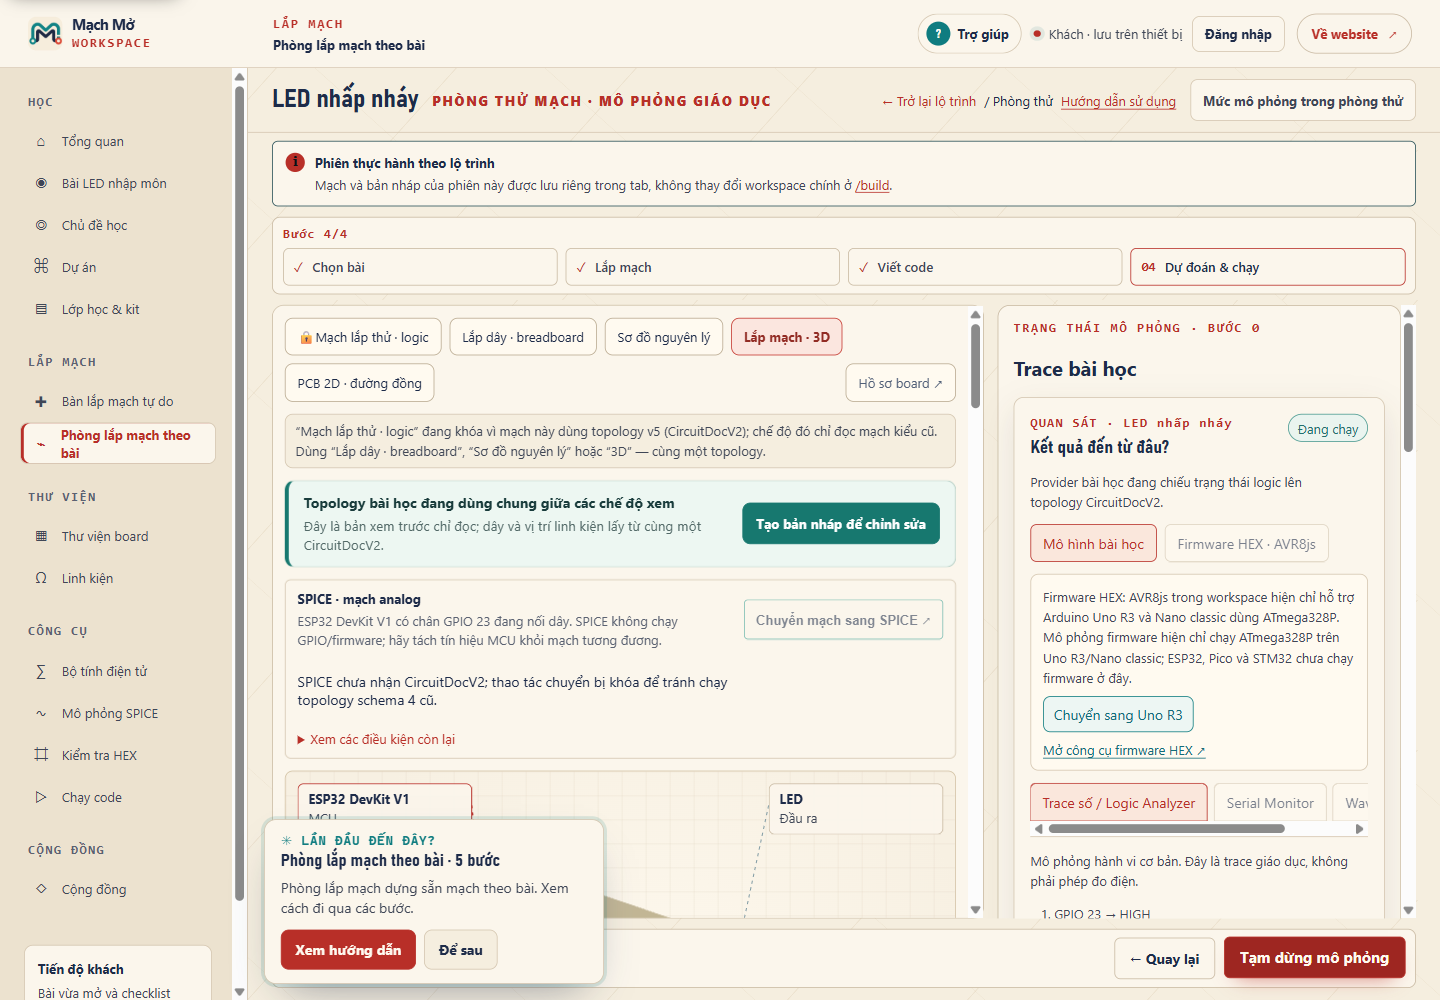 Mạch Mở
WORKSPACE
LẮP MẠCH
Phòng lắp mạch theo bài
? Trợ giúp
Khách · lưu trên thiết bị
Đăng nhập
Về website ↗
HỌC
Tổng quan
Bài LED nhập môn
Chủ đề học
Dự án
Lớp học & kit
LẮP MẠCH
Bàn lắp mạch tự do
Phòng lắp mạch theo
bài
THƯ VIỆN
Thư viện board
Linh kiện
CÔNG CỤ
Bộ tính điện tử
Mô phỏng SPICE
Kiểm tra HEX
Chạy code
CỘNG ĐỒNG
Cộng đồng
Tiến độ khách
Bài vừa mở và checklist
LED nhấp nháy
PHÒNG THỬ MẠCH · MÔ PHỎNG GIÁO DỤC
← Trở lại lộ trình / Phòng thử Hướng dẫn sử dụng
Mức mô phỏng trong phòng thử
Phiên thực hành theo lộ trình
Mạch và bản nháp của phiên này được lưu riêng trong tab, không thay đổi workspace chính ở /build.
Bước 4/4
✓ Chọn bài
✓ Lắp mạch
✓ Viết code
04 Dự đoán & chạy
🔒 Mạch lắp thử · logic
Lắp dây · breadboard
Sơ đồ nguyên lý
Lắp mạch · 3D
PCB 2D · đường đồng
Hồ sơ board ↗
“Mạch lắp thử · logic” đang khóa vì mạch này dùng topology v5 (CircuitDocV2); chế độ đó chỉ đọc mạch kiểu cũ.
Dùng “Lắp dây · breadboard”, “Sơ đồ nguyên lý” hoặc “3D” — cùng một topology.
Topology bài học đang dùng chung giữa các chế độ xem
Đây là bản xem trước chỉ đọc; dây và vị trí linh kiện lấy từ cùng một
CircuitDocV2.
Tạo bản nháp để chỉnh sửa
SPICE · mạch analog
ESP32 DevKit V1 có chân GPIO 23 đang nối dây. SPICE không chạy
GPIO/firmware; hãy tách tín hiệu MCU khỏi mạch tương đương.
Chuyển mạch sang SPICE ↗
SPICE chưa nhận CircuitDocV2; thao tác chuyển bị khóa để tránh chạy
topology schema 4 cũ.
▶ Xem các điều kiện còn lại
ESP32 DevKit V1
MCU
LED
Đầu ra
✳ LẦN ĐẦU ĐẾN ĐÂY?
Phòng lắp mạch theo bài · 5 bước
Phòng lắp mạch dựng sẵn mạch theo bài. Xem
cách đi qua các bước.
Xem hướng dẫn
Để sau
TRẠNG THÁI MÔ PHỎNG · BƯỚC 0
Trace bài học
QUAN SÁT · LED nhấp nháy
Kết quả đến từ đâu?
Đang chạy
Provider bài học đang chiếu trạng thái logic lên
topology CircuitDocV2.
Mô hình bài học
Firmware HEX · AVR8js
Firmware HEX: AVR8js trong workspace hiện chỉ hỗ trợ
Arduino Uno R3 và Nano classic dùng ATmega328P.
Mô phỏng firmware hiện chỉ chạy ATmega328P trên
Uno R3/Nano classic; ESP32, Pico và STM32 chưa chạy
firmware ở đây.
Chuyển sang Uno R3
Mở công cụ firmware HEX ↗
Trace số / Logic Analyzer
Serial Monitor
Mô phỏng hành vi cơ bản. Đây là trace giáo dục, không
phải phép đo điện.
1. GPIO 23 → HIGH
← Quay lại
Tạm dừng mô phỏng